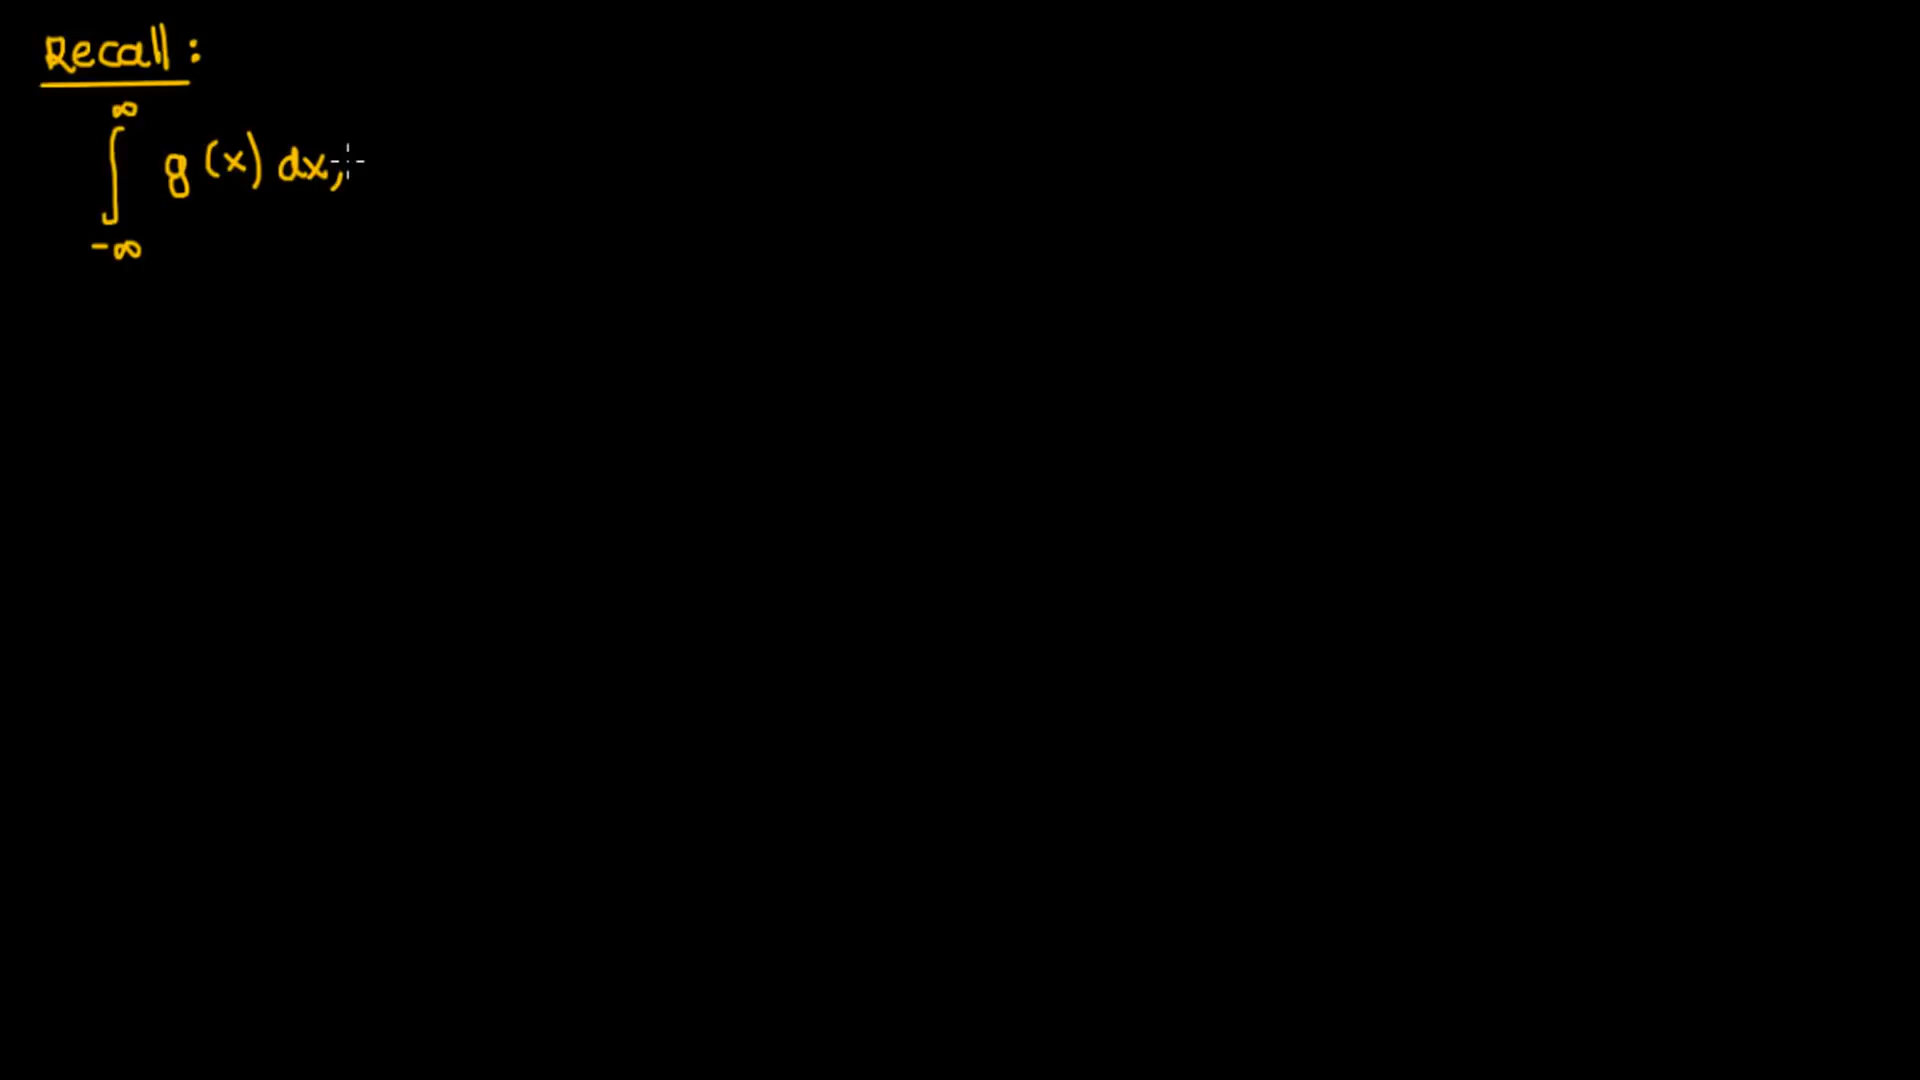 Recall:
∫_{-∞}^{∞} g(x) dx,